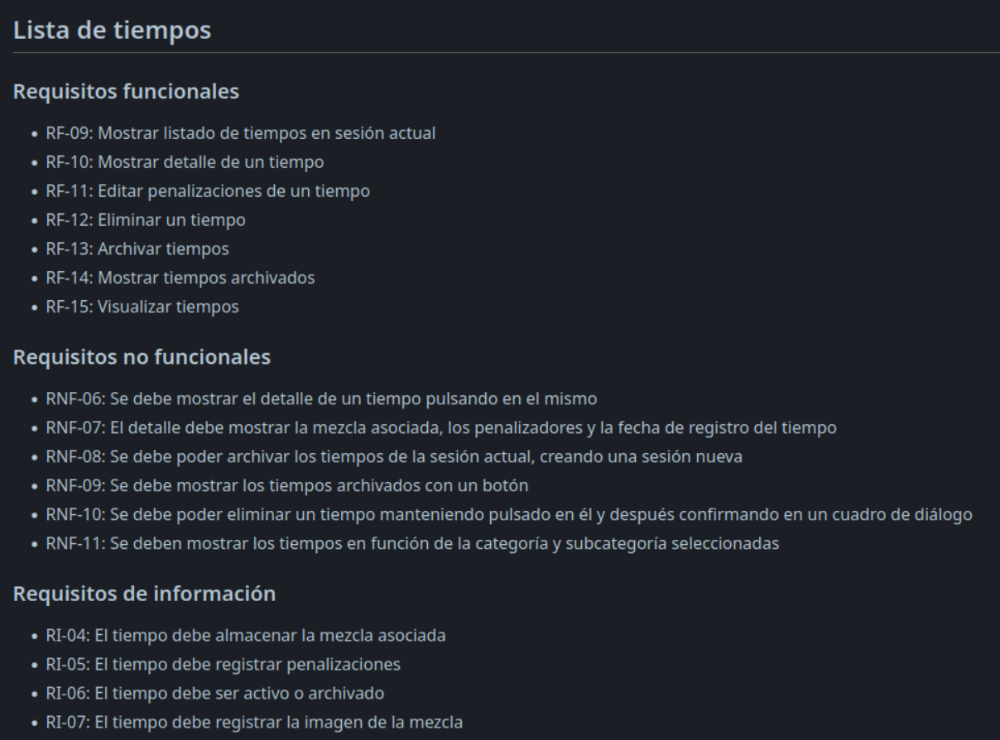 Lista de tiempos
Requisitos funcionales
• RF-09: Mostrar listado de tiempos en sesión actual
• RF-10: Mostrar detalle de un tiempo
• RF-11: Editar penalizaciones de un tiempo
• RF-12: Eliminar un tiempo
• RF-13: Archivar tiempos
• RF-14: Mostrar tiempos archivados
• RF-15: Visualizar tiempos
Requisitos no funcionales
• RNF-06: Se debe mostrar el detalle de un tiempo pulsando en el mismo
• RNF-07: El detalle debe mostrar la mezcla asociada, los penalizadores y la fecha de registro del tiempo
• RNF-08: Se debe poder archivar los tiempos de la sesión actual, creando una sesión nueva
• RNF-09: Se debe mostrar los tiempos archivados con un botón
• RNF-10: Se debe poder eliminar un tiempo manteniendo pulsado en él y después confirmando en un cuadro de diálogo
• RNF-11: Se deben mostrar los tiempos en función de la categoría y subcategoría seleccionadas
Requisitos de información
• RI-04: El tiempo debe almacenar la mezcla asociada
• RI-05: El tiempo debe registrar penalizaciones
• RI-06: El tiempo debe ser activo o archivado
• RI-07: El tiempo debe registrar la imagen de la mezcla